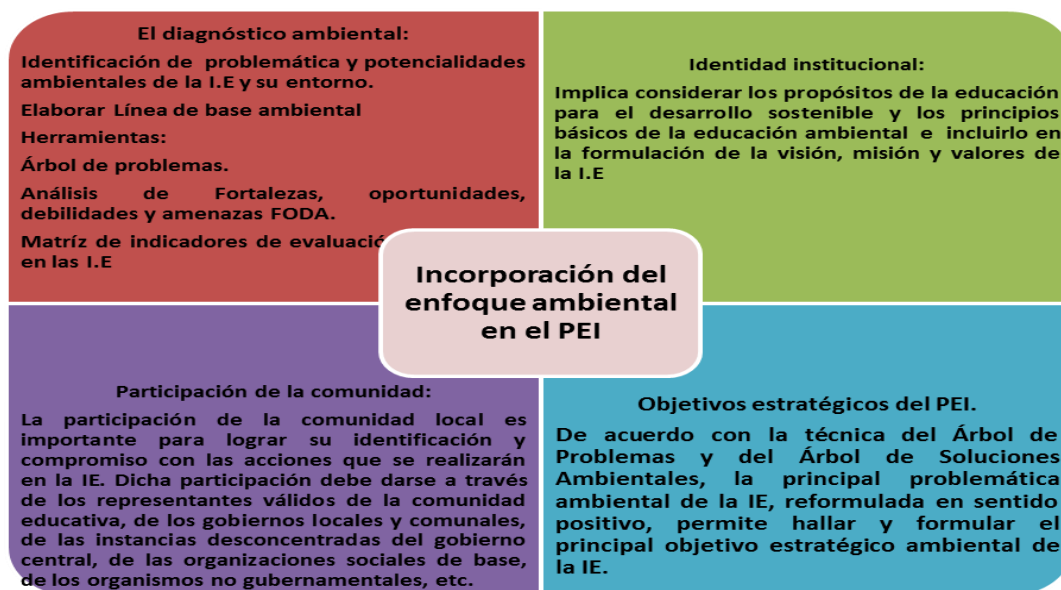 El diagnóstico ambiental:
Identificación de problemática y potencialidades
ambientales de la I.E y su entorno.
Elaborar Línea de base ambiental
Herramientas:
Árbol de problemas.
Análisis de Fortalezas, oportunidades,
debilidades y amenazas FODA.
Matríz de indicadores de
en las I.E
Identidad institucional:
Implica considerar los propósitos de la educación
para el desarrollo sostenible y los principios
básicos de la educación ambiental e incluirlo en
la formulación de la visión, misión y valores de
la I.E
Incorporación del
enfoque ambiental
en el PEI
Participación de la comunidad:
La participación de la comunidad local es
importante para lograr su identificación y
compromiso con las acciones que se realizarán
en la IE. Dicha participación debe darse a través
de los representantes válidos de la comunidad
educativa, de los gobiernos locales y comunales,
de las instancias desconcentradas del gobierno
central, de las organizaciones sociales de base,
de los organismos no gubernamentales, etc.
Objetivos estratégicos del PEI.
De acuerdo con la técnica del Árbol de
Problemas y del Árbol de Soluciones
Ambientales, la principal problemática
ambiental de la IE, reformulada en sentido
positivo, permite hallar y formular el
principal objetivo estratégico ambiental de
la IE.